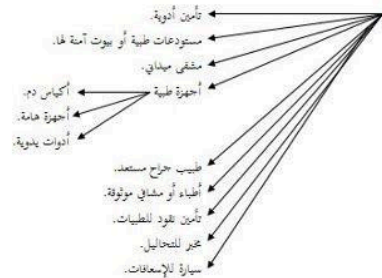 تأمين أدوية.
مستودعات طبية أو بيوت آمنة لها.
مشفى ميداني.
أجهزة طبية
أكياس دم.
أجهزة هامة.
أدوات يدوية.
طبيب جراح مستعد.
أطباء أو مشافي موثوقة.
تأمين نقود للطبيات.
مخبر للتحاليل.
سيارة للإسعافات.